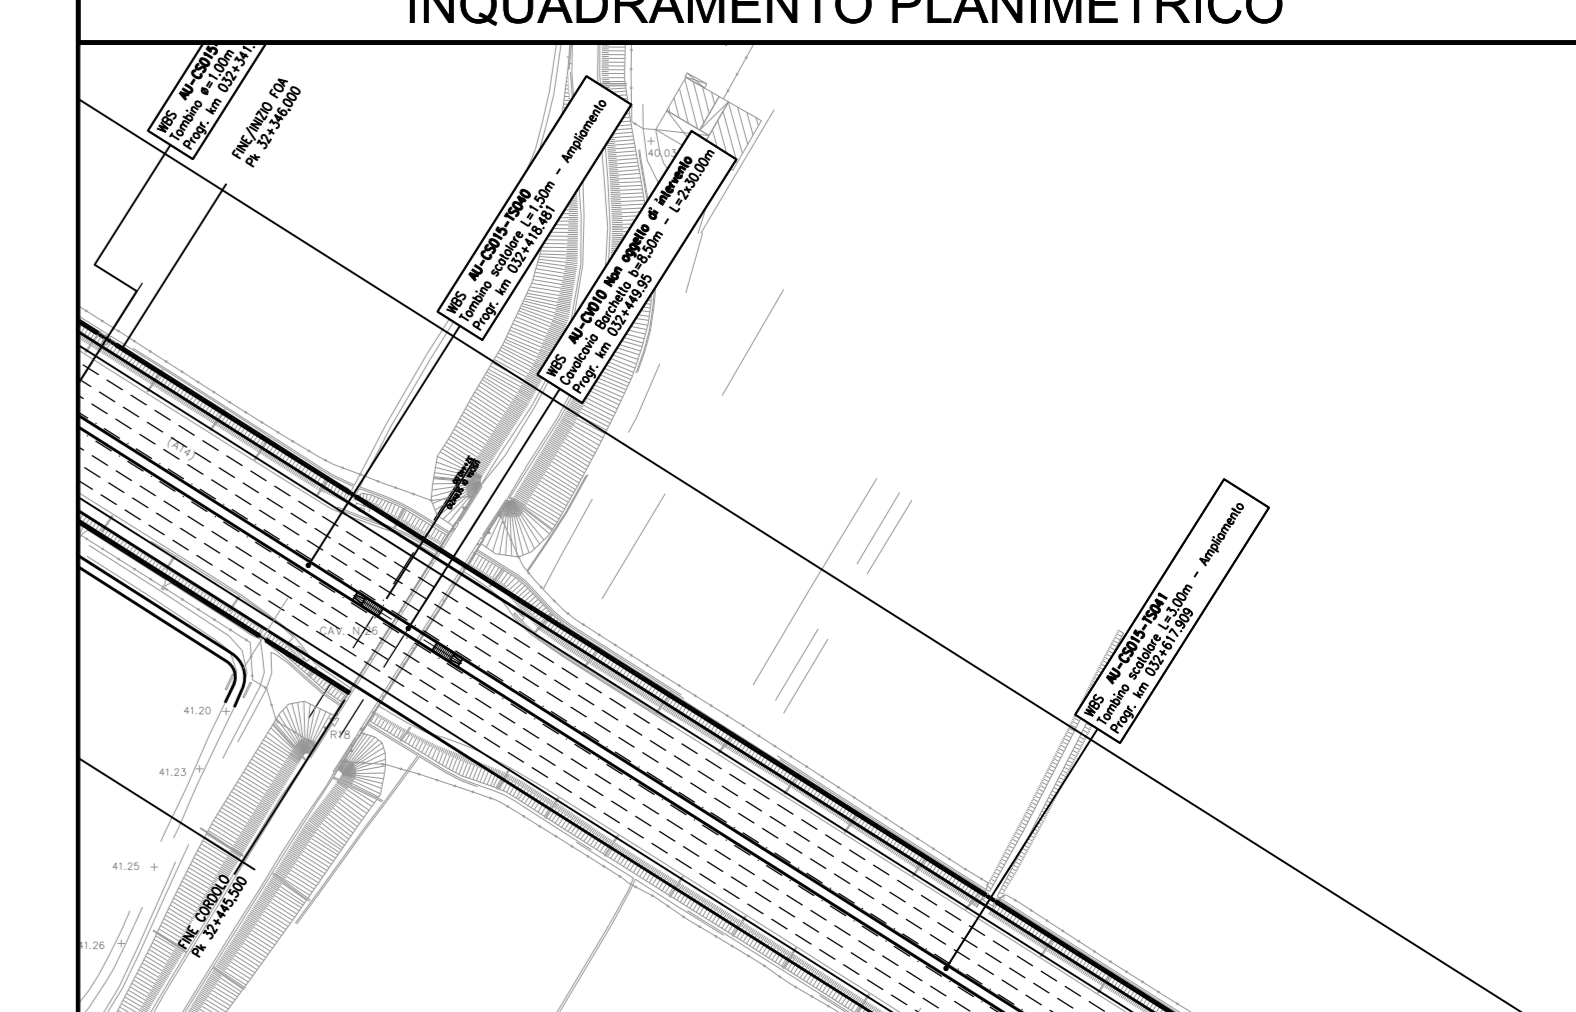 INQUADRAMENTO PLANIMETRICO
WBS AU-CS015-
Tombino ø=1.00m
Progr. km 032+341.
FINE/INIZIO FOA
Pk 32+346,000
WBS AU-CS015-TS040
Tombino scatolare L=1,50m - Ampliamento
Progr. km 032+418.481
WBS AU-CV010 Non oggetto di intervento
Cavalcavia Barchetto b=8,50m - L=2x30.00m
Progr. km 032+449.95
40.03
(A14)
CAV. N 26
WBS AU-CS015-TS041
Tombino scatolare L=3,00m - Ampliamento
Progr. km 032+617.909
41.20
R18
41.23
41.25
FINE CORDOLO
Pk 32+445,500
41.26